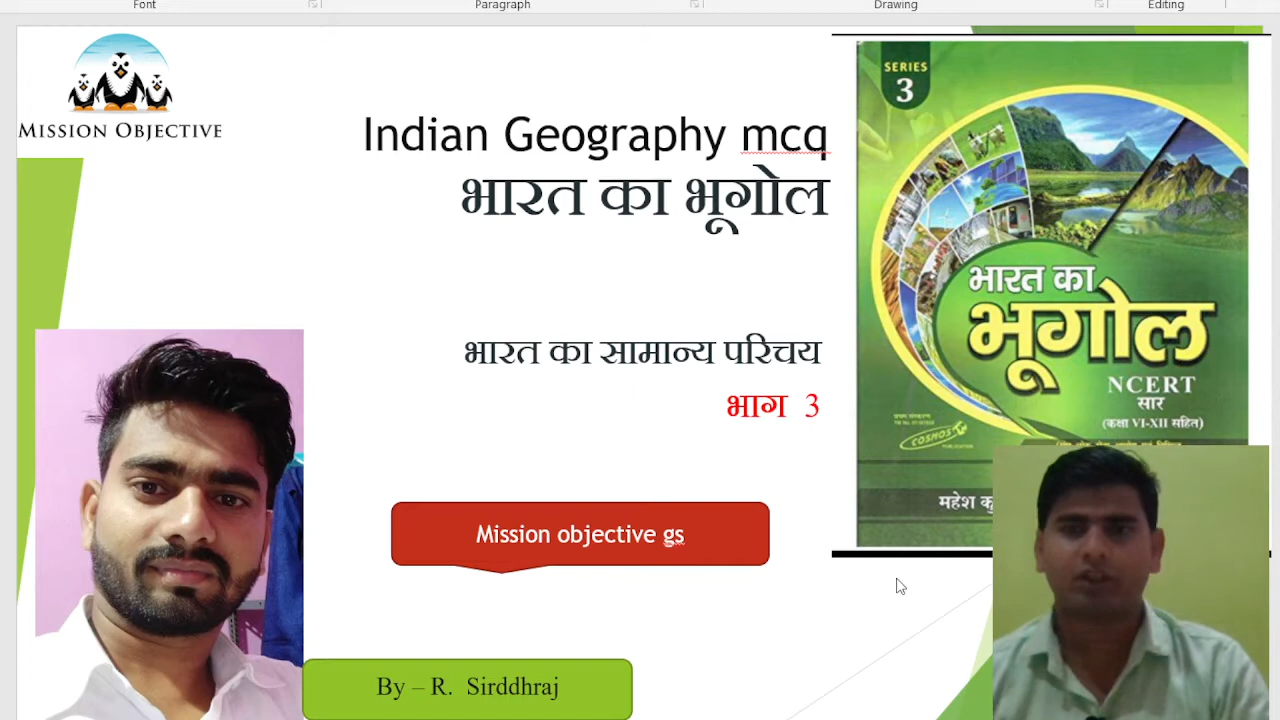 Font
Paragraph
Drawing
Editing
MISSION OBJECTIVE
Indian Geography mcq
भारत का भूगोल
भारत का सामान्य परिचय
भाग 3
Mission objective gs
By – R. Sirddhraj
SERIES
3
भारत का
भूगोल
NCERT
सार
(कक्षा VI-XII सहित)
COSMOS
महेश